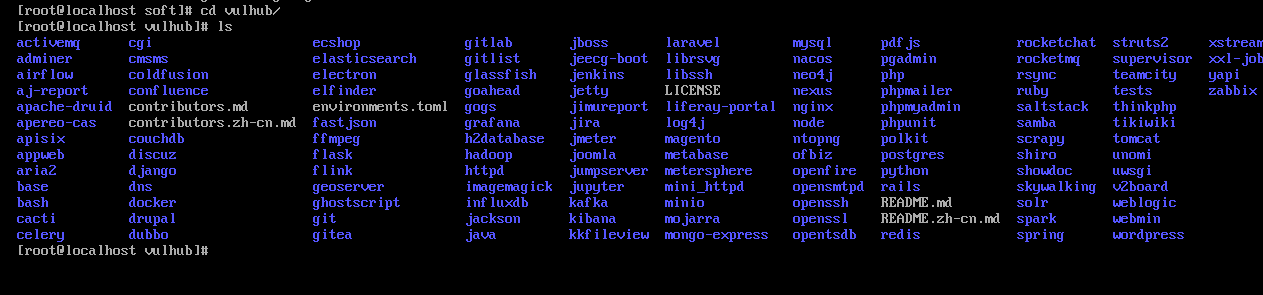 [root@localhost soft]# cd vulhub/
[root@localhost vulhub]# ls
activemq cgi ecshop gitlab jboss laravel mysql pdfjs rocketchat struts2 xstream
adminer cmsms elasticsearch gitlist jeecg-boot librsvg nacos pgadmin rocketmq supervisor xxl-job
airflow coldfusion electron glassfish jenkins libssh neo4j php rsync teamcity yapi
aj-report confluence elfinder goahead jetty LICENSE nexus phpmailer ruby tests zabbix
apache-druid contributors.md environments.toml gogs jimureport liferay-portal nginx phpmyadmin saltstack thinkphp
apereo-cas contributors.zh-cn.md fastjson grafana jira log4j node phpunit samba tikiwiki
apisix couchdb ffmpeg h2database jmeter magento ntopng polkit scrapy tomcat
appweb discuz flask hadoop joomla metabase ofbiz postgres shiro unomi
aria2 django flink httpd jumpserver metersphere openfire python showdoc uwsgi
base dns geoserver imagemagick jupyter mini_httpd opensmtpd rails skywalking v2board
bash docker ghostscript influxdb kafka minio openssh README.md solr weblogic
cacti drupal git jackson kibana mojarra openssl README.zh-cn.md spark webmin
celery dubbo gitea java kkfileview mongo-express opentsdb redis spring wordpress
[root@localhost vulhub]#